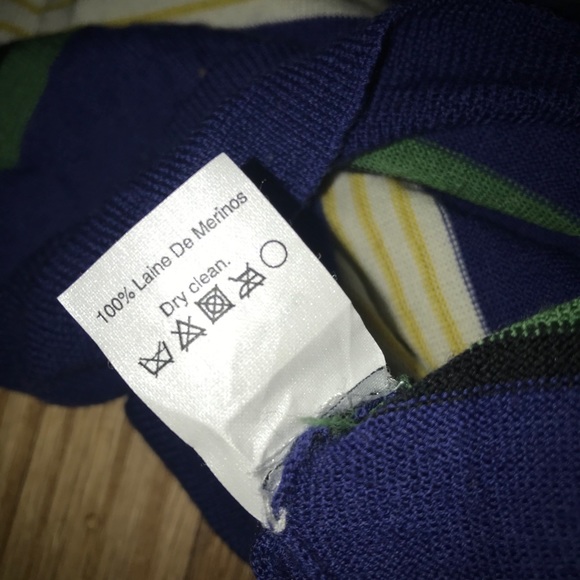 100% Laine De Merinos
Dry clean.